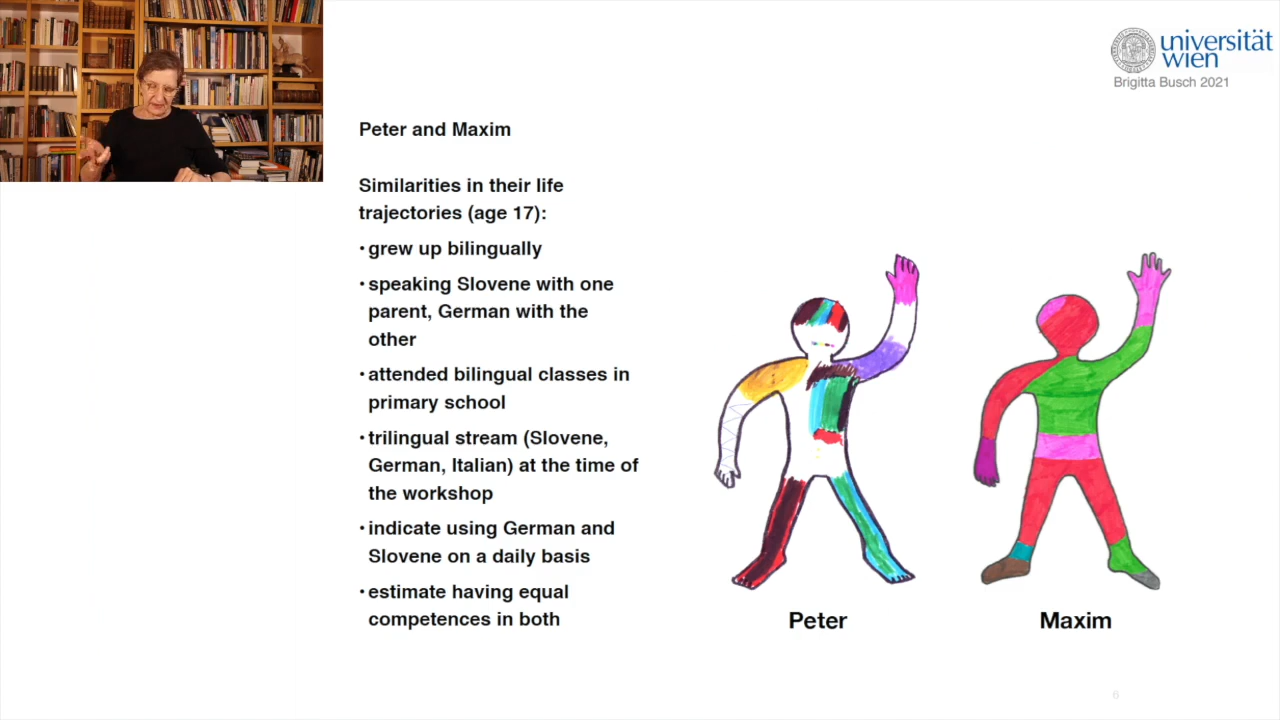 universität
wien
Brigitta Busch 2021
Peter and Maxim
Similarities in their life
trajectories (age 17):
• grew up bilingually
• speaking Slovene with one
parent, German with the
other
• attended bilingual classes in
primary school
• trilingual stream (Slovene,
German, Italian) at the time of
the workshop
• indicate using German and
Slovene on a daily basis
• estimate having equal
competences in both
Peter
Maxim
6